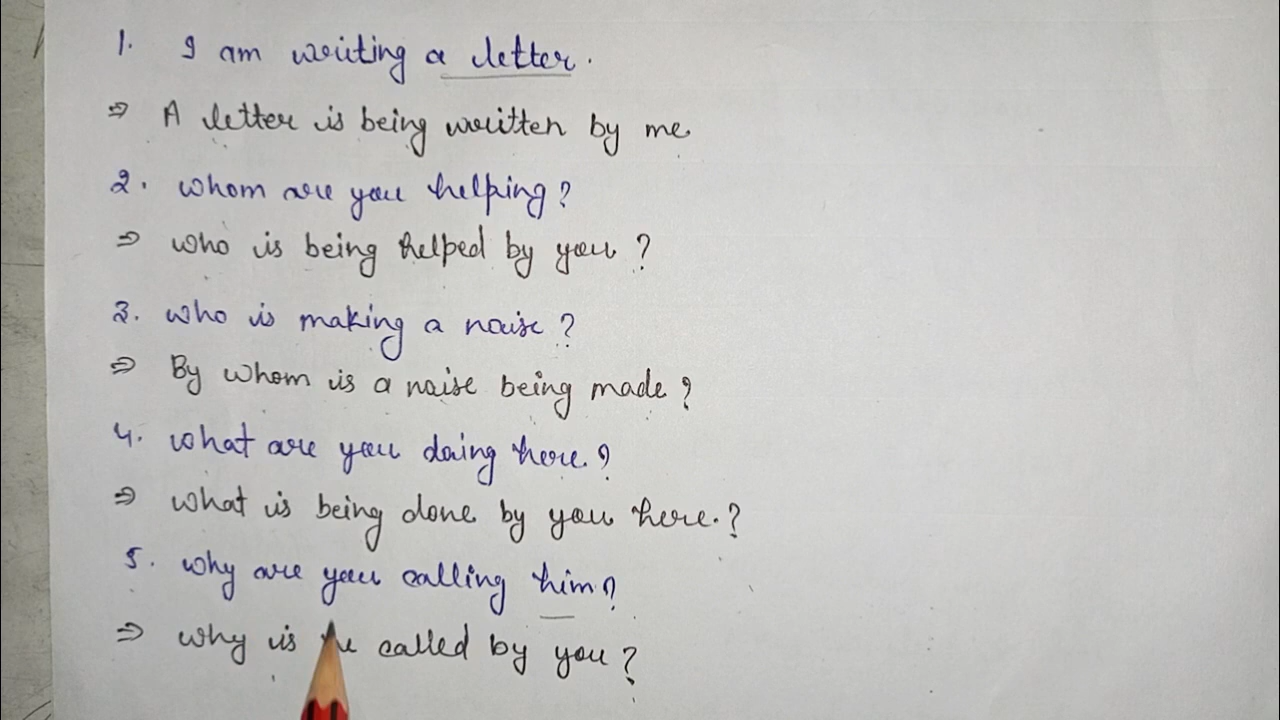 1. I am writing a letter.
⇒ A letter is being written by me
2. whom are you helping?
⇒ who is being helped by you ?
3. who is making a noise ?
⇒ By whom is a noise being made ?
4. what are you doing here. ?
⇒ what is being done by you here. ?
5. why are you calling him ?
⇒ why is called by you ?